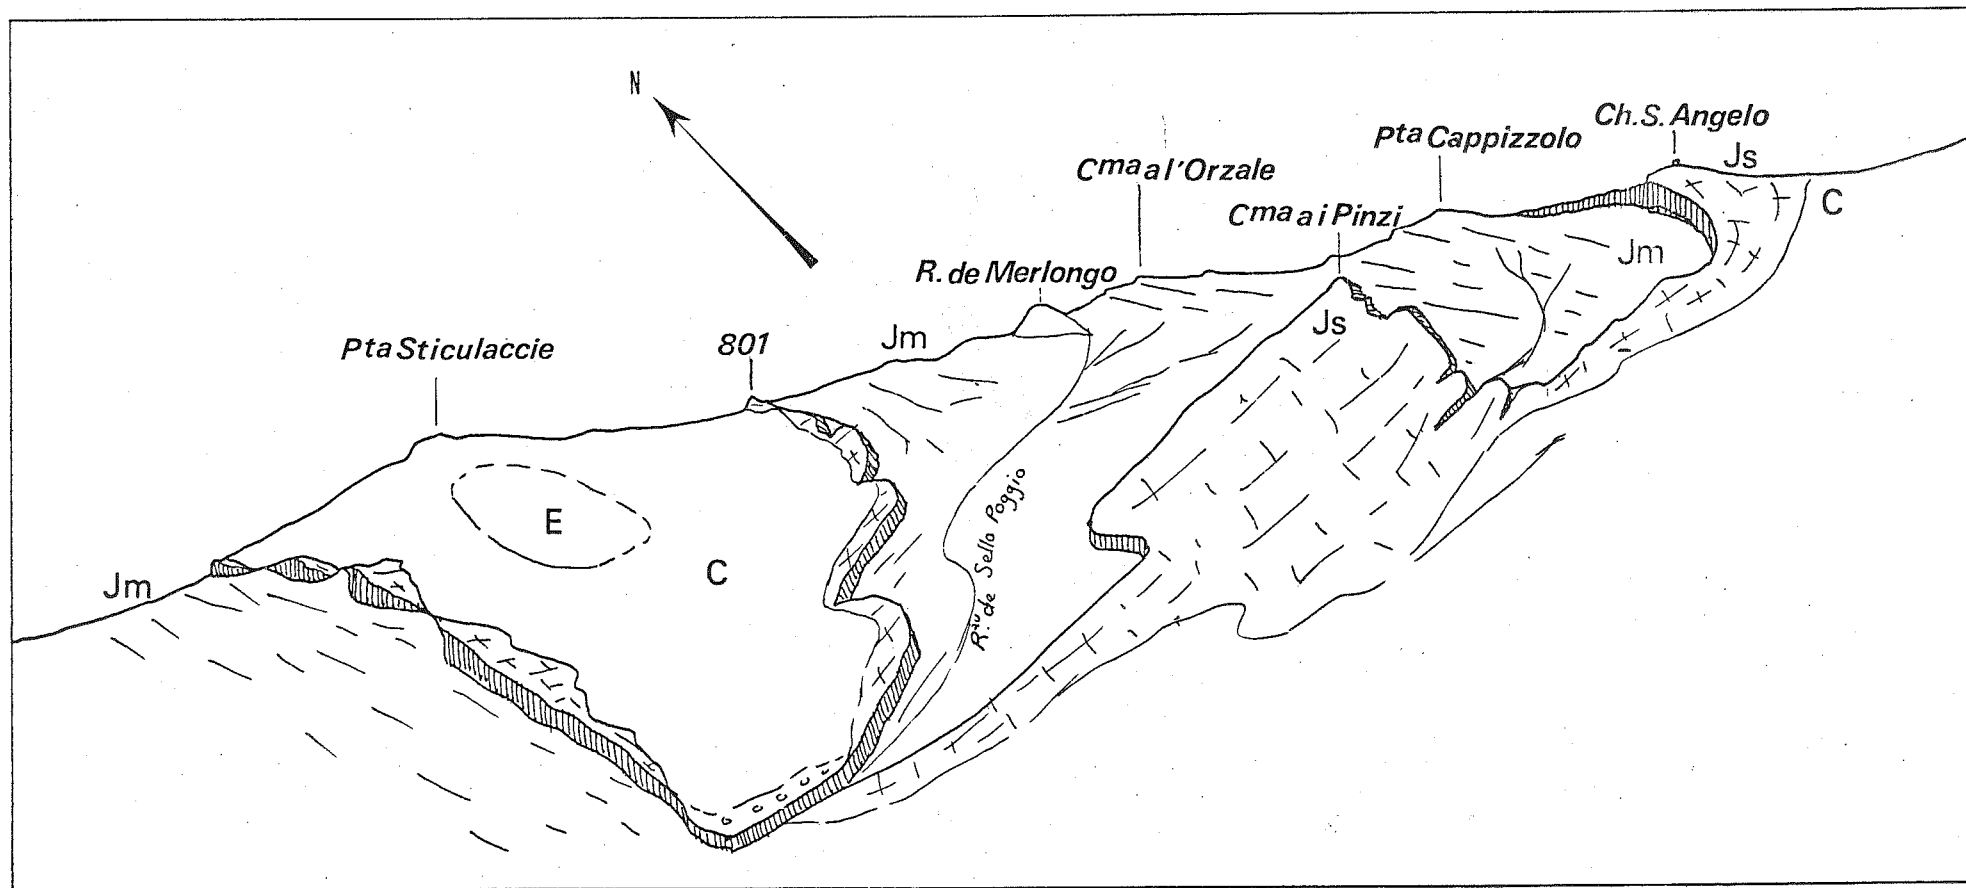 N
Ch. S. Angelo
Pta Cappizzolo
Js
Cma a l'Orzale
C
Cma a i Pinzi
Jm
R. de Merlongo
Js
801
Jm
Pta Sticulaccie
E
R.au de Sello Poggio
C
Jm